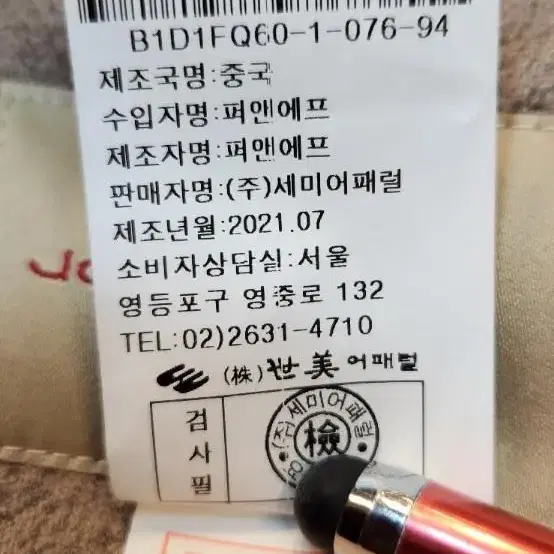 B1D1FQ60-1-076-94
제조국명:중국
수입자명:펴앤에프
제조자명:펴앤에프
판매자명:(주)세미어패럴
제조년월:2021.07
소비자상담실:서울
영등포구 영중로 132
TEL:02)2631-4710
(株)世美어패럴
검사필
(주)세미어패럴
檢